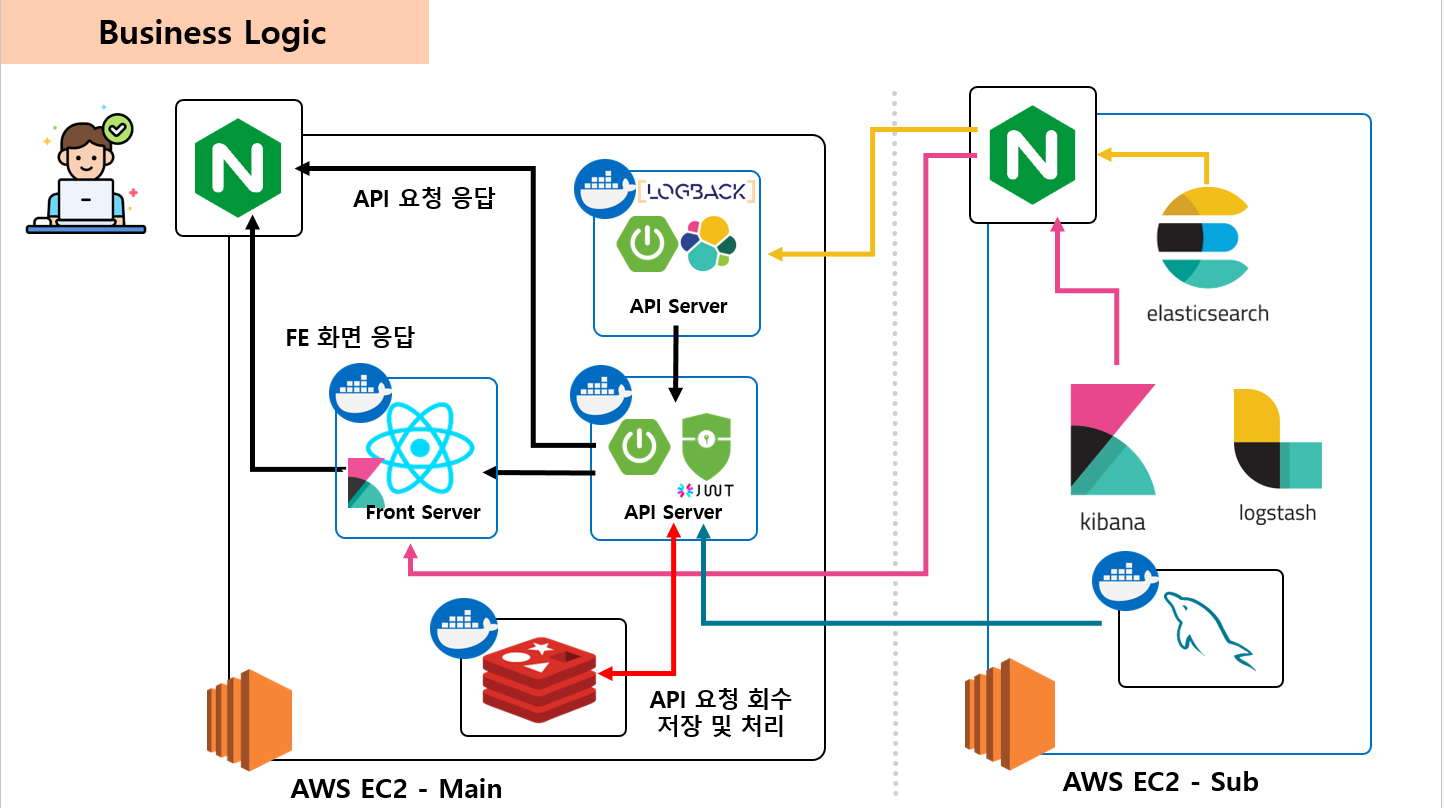 Business Logic
API 요청 응답
LOGBACK
API Server
FE 화면 응답
Front Server
JWT
API Server
API 요청 회수
저장 및 처리
AWS EC2 - Main
elasticsearch
kibana
logstash
AWS EC2 - Sub